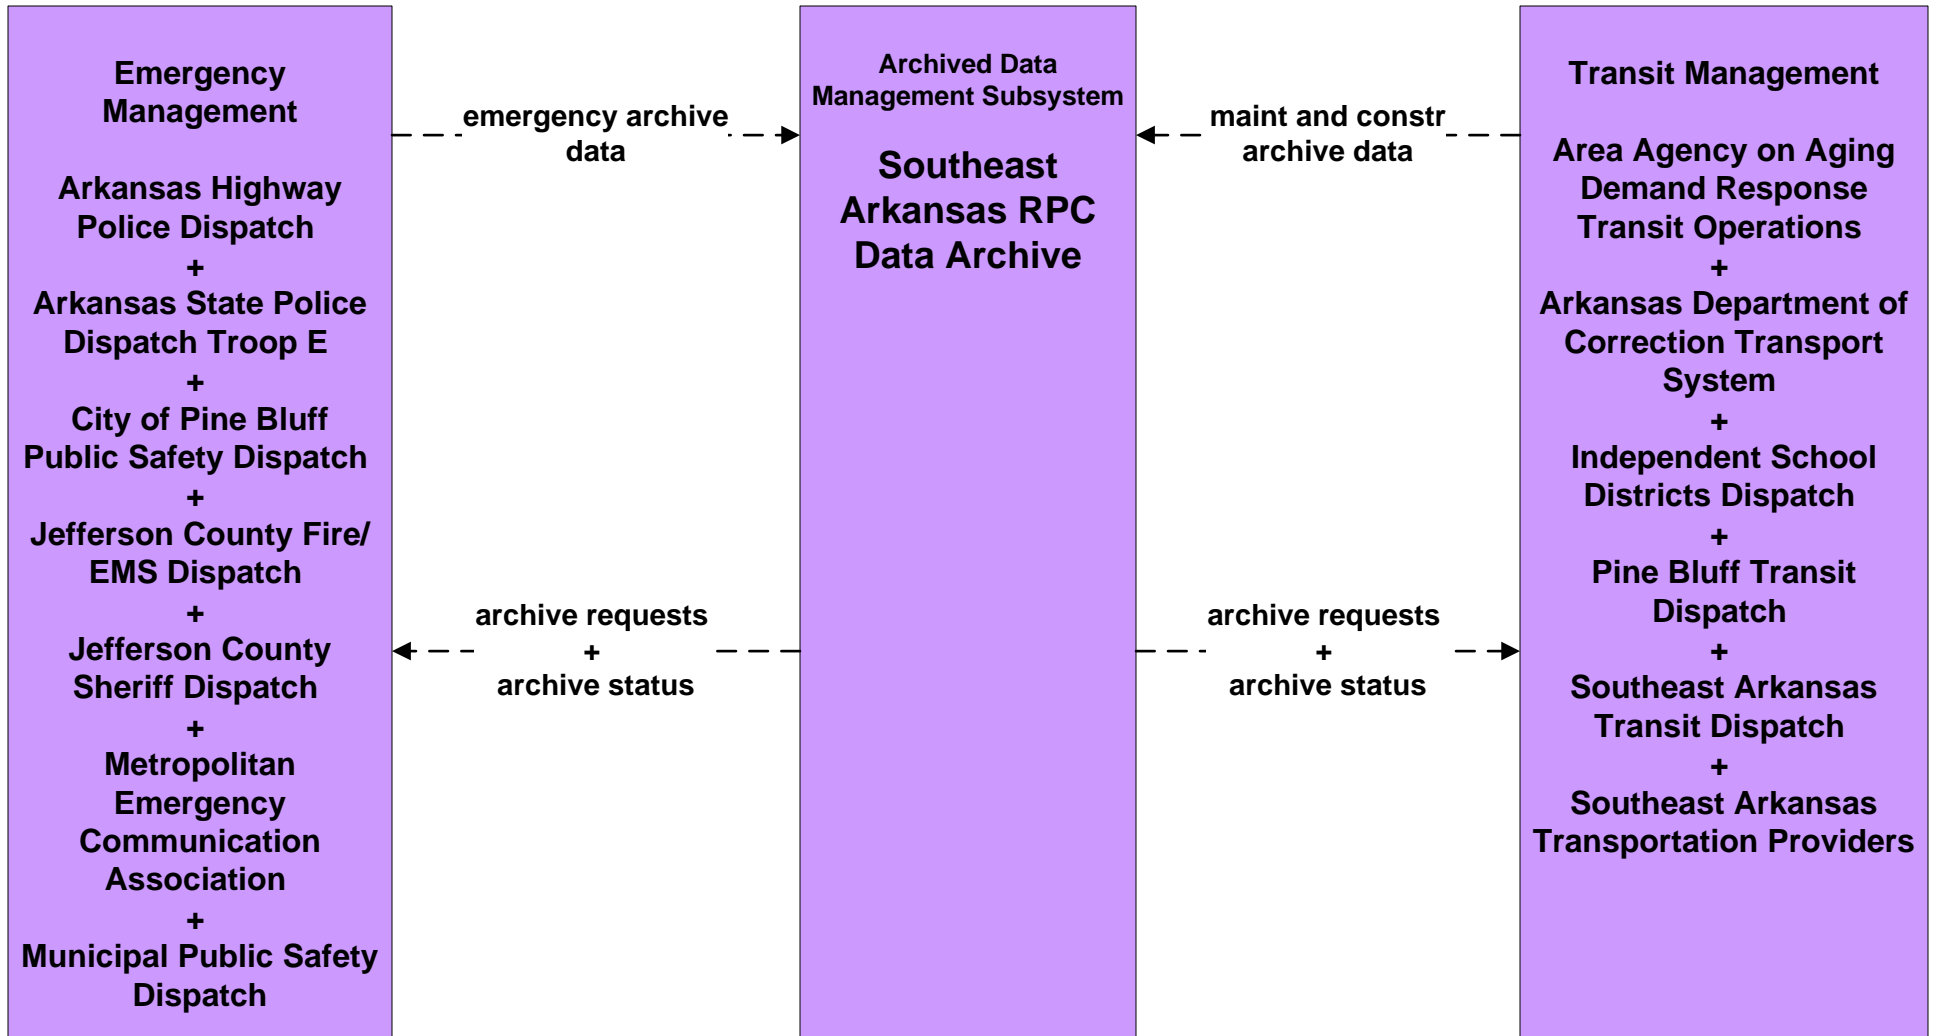 Emergency
Management
Arkansas Highway
Police Dispatch
+
Arkansas State Police
Dispatch Troop E
+
City of Pine Bluff
Public Safety Dispatch
+
Jefferson County Fire/
EMS Dispatch
+
Jefferson County
Sheriff Dispatch
+
Metropolitan
Emergency
Communication
Association
+
Municipal Public Safety
Dispatch
emergency archive
data
archive requests
+
archive status
Archived Data
Management Subsystem
Southeast
Arkansas RPC
Data Archive
maint and constr
archive data
archive requests
+
archive status
Transit Management
Area Agency on Aging
Demand Response
Transit Operations
+
Arkansas Department of
Correction Transport
System
+
Independent School
Districts Dispatch
+
Pine Bluff Transit
Dispatch
+
Southeast Arkansas
Transit Dispatch
+
Southeast Arkansas
Transportation Providers